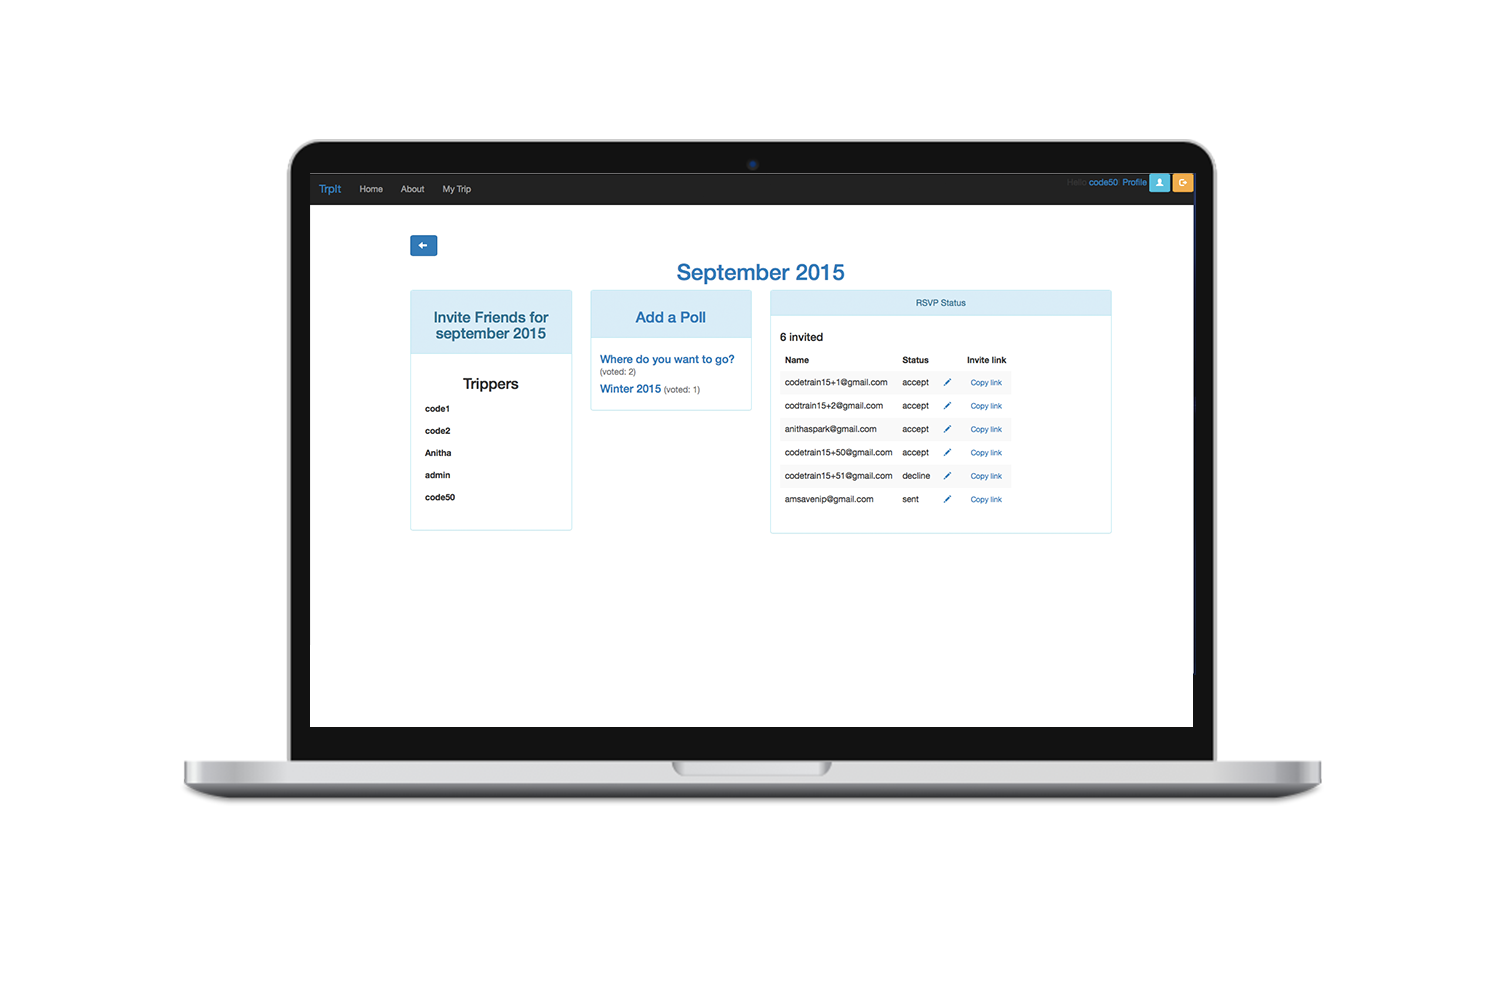 TrpIt Home About My Trip Hello code50 Profile
September 2015
Invite Friends for
september 2015
Trippers
code1
code2
Anitha
admin
code50
Add a Poll
Where do you want to go?
(voted: 2)
Winter 2015 (voted: 1)
RSVP Status
6 invited
Name Status Invite link
codetrain15+1@gmail.com accept Copy link
codtrain15+2@gmail.com accept Copy link
anithaspark@gmail.com accept Copy link
codetrain15+50@gmail.com accept Copy link
codetrain15+51@gmail.com decline Copy link
amsavenip@gmail.com sent Copy link